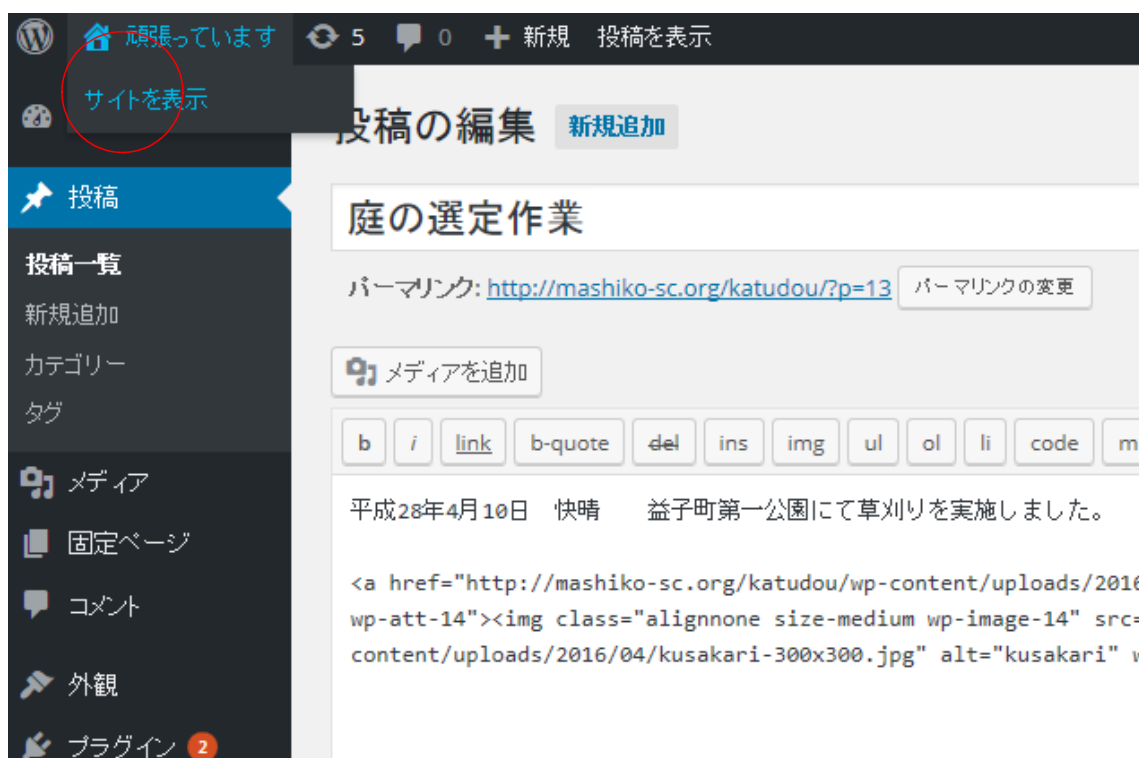 頑張っています 5 0 新規 投稿を表示
サイトを表示
投稿の編集 新規追加
投稿
庭の選定作業
投稿一覧
パーマリンク: http://mashiko-sc.org/katudou/?p=13 パーマリンクの変更
新規追加
カテゴリー
メディアを追加
タグ
b i link b-quote del ins img ul ol li code m
メディア
平成28年4月10日 快晴 益子町第一公園にて草刈りを実施しました。
固定ページ
<a href="http://mashiko-sc.org/katudou/wp-content/uploads/2016
コメント
wp-att-14"><img class="alignnone size-medium wp-image-14" src=
content/uploads/2016/04/kusakari-300x300.jpg" alt="kusakari" w
外観
プラグイン 2